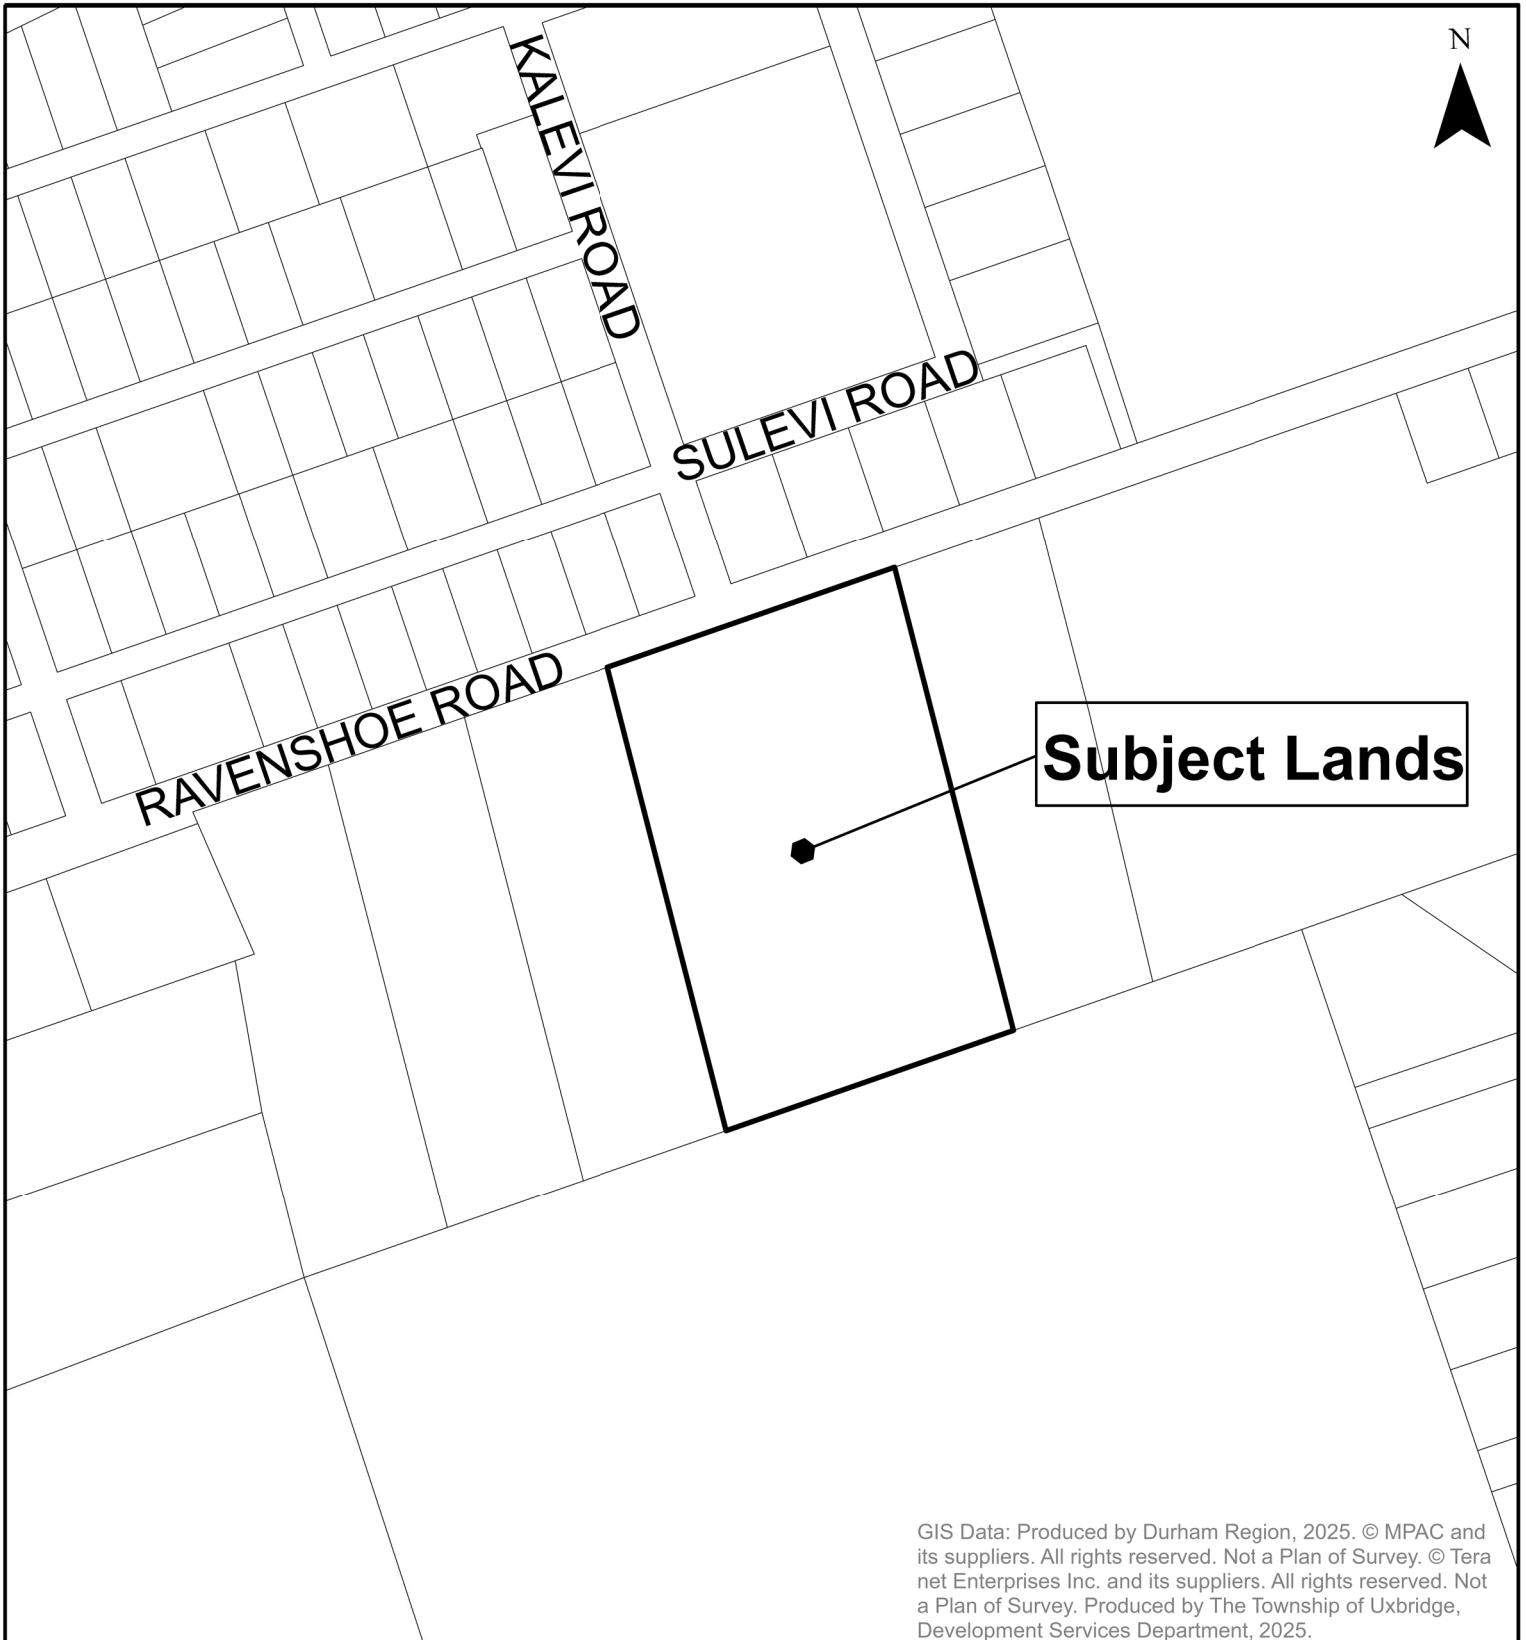 N
KALEVI ROAD
SULEVI ROAD
RAVENSHOE ROAD
Subject Lands
GIS Data: Produced by Durham Region, 2025. © MPAC and
its suppliers. All rights reserved. Not a Plan of Survey. © Tera
net Enterprises Inc. and its suppliers. All rights reserved. Not
a Plan of Survey. Produced by The Township of Uxbridge,
Development Services Department, 2025.